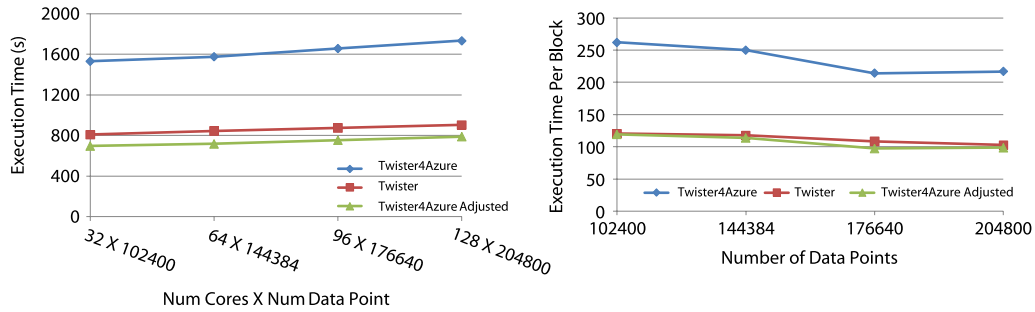 Execution Time (s)
2000
1600
1200
800
400
0
Twister4Azure
Twister
Twister4Azure Adjusted
32 X 102400
64 X 144384
96 X 176640
128 X 204800
Num Cores X Num Data Point
Execution Time Per Block
300
250
200
150
100
50
0
Twister4Azure
Twister
Twister4Azure Adjusted
102400
144384
176640
204800
Number of Data Points